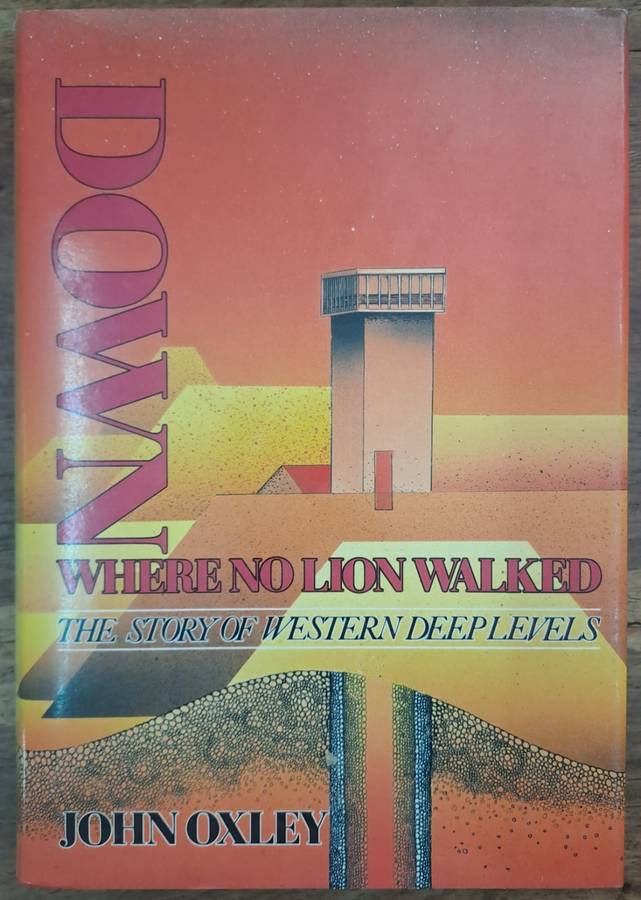 DOWN
WHERE NO LION WALKED
THE STORY OF WESTERN DEEP LEVELS
JOHN OXLEY